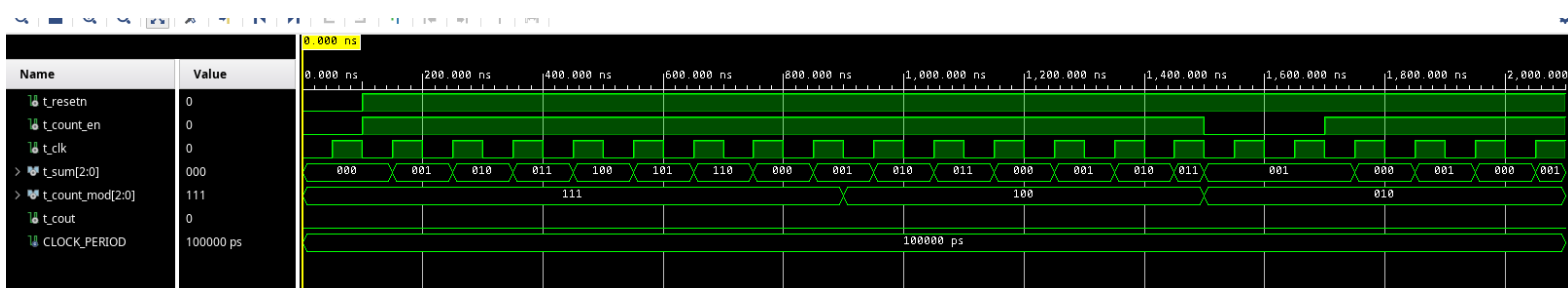 0.000 ns
Name Value
0.000 ns 200.000 ns 400.000 ns 600.000 ns 800.000 ns 1,000.000 ns 1,200.000 ns 1,400.000 ns 1,600.000 ns 1,800.000 ns 2,000.000
t_resetn 0
t_count_en 0
t_clk 0
t_sum[2:0] 000 000 001 010 011 100 101 110 000 001 010 011 000 001 010 011 001 000 001 000 001
t_count_mod[2:0] 111 111 100 010
t_cout 0
CLOCK_PERIOD 100000 ps 100000 ps